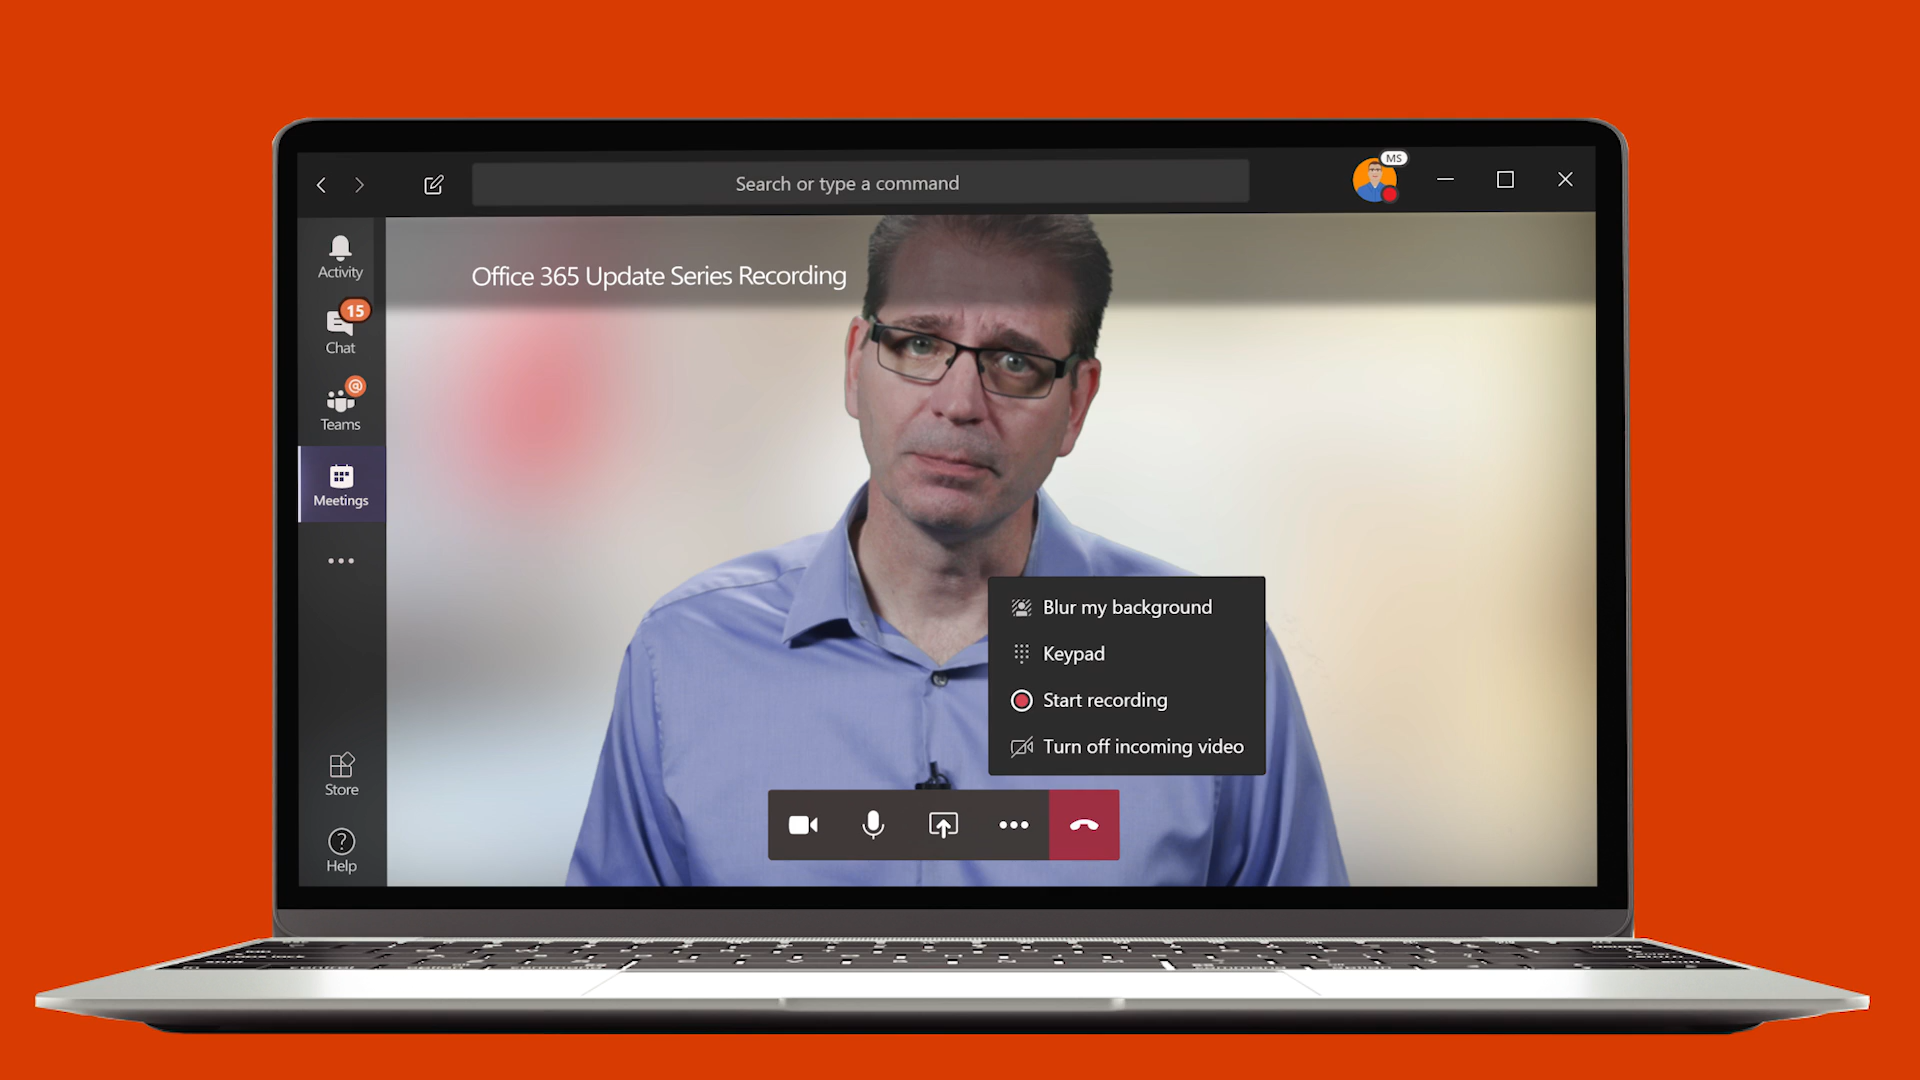 Search or type a command
MS
Activity
Office 365 Update Series Recording
15
Chat
@
Teams
Meetings
Blur my background
Keypad
Start recording
Turn off incoming video
Store
?
Help